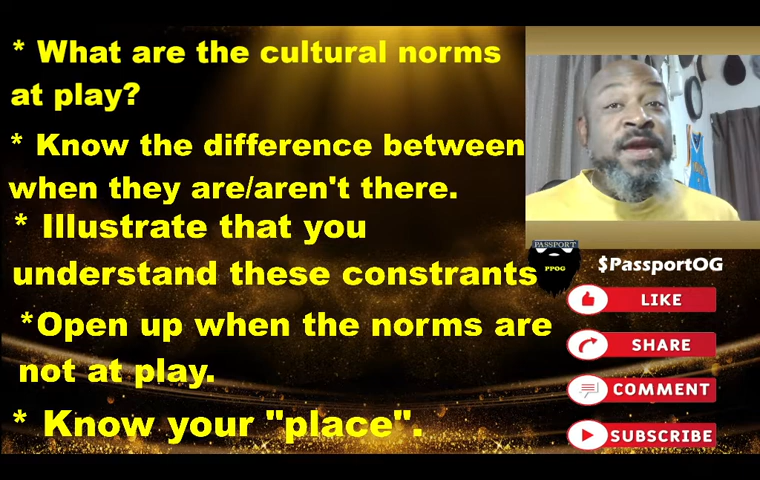 * What are the cultural norms
at play?
* Know the difference between
when they are/aren't there.
* Illustrate that you
understand these constrants
*Open up when the norms are
not at play.
* Know your "place".
PASSPORT
PPOG
$PassportOG
LIKE
SHARE
COMMENT
SUBSCRIBE